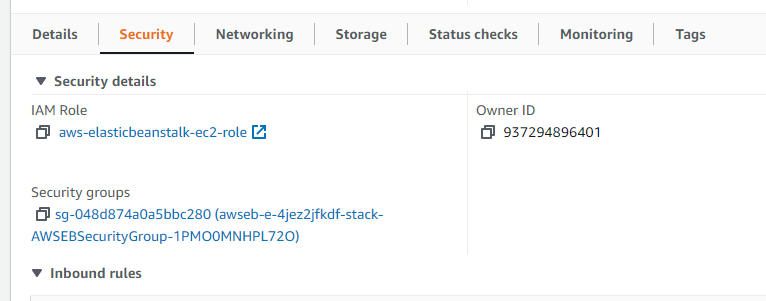 Details Security Networking Storage Status checks Monitoring Tags
Security details
IAM Role
aws-elasticbeanstalk-ec2-role
Owner ID
937294896401
Security groups
sg-048d874a0a5bbc280 (awseb-e-4jez2jfkdf-stack-
AWSEBSecurityGroup-1PMO0MNHPL72O)
Inbound rules